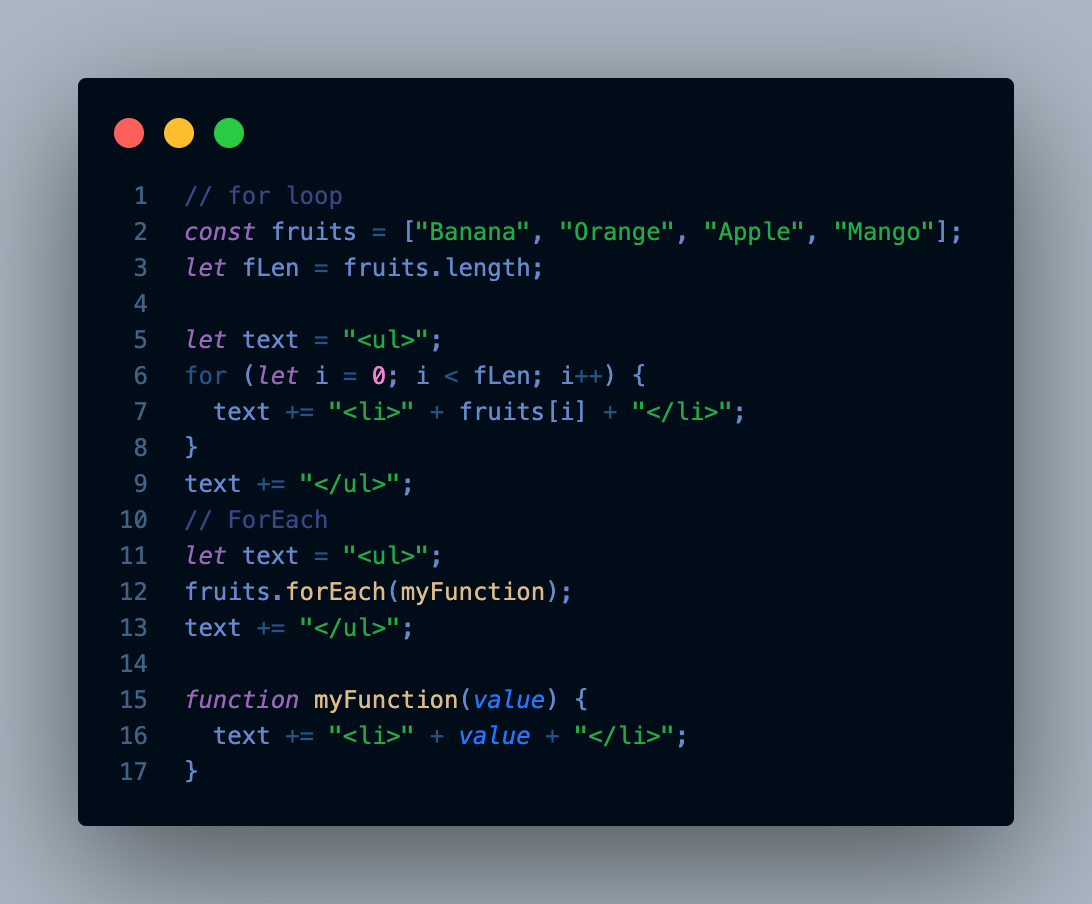 1 // for loop
2 const fruits = ["Banana", "Orange", "Apple", "Mango"];
3 let fLen = fruits.length;
4
5 let text = "<ul>";
6 for (let i = 0; i < fLen; i++) {
7   text += "<li>" + fruits[i] + "</li>";
8 }
9 text += "</ul>";
10 // ForEach
11 let text = "<ul>";
12 fruits.forEach(myFunction);
13 text += "</ul>";
14
15 function myFunction(value) {
16   text += "<li>" + value + "</li>";
17 }